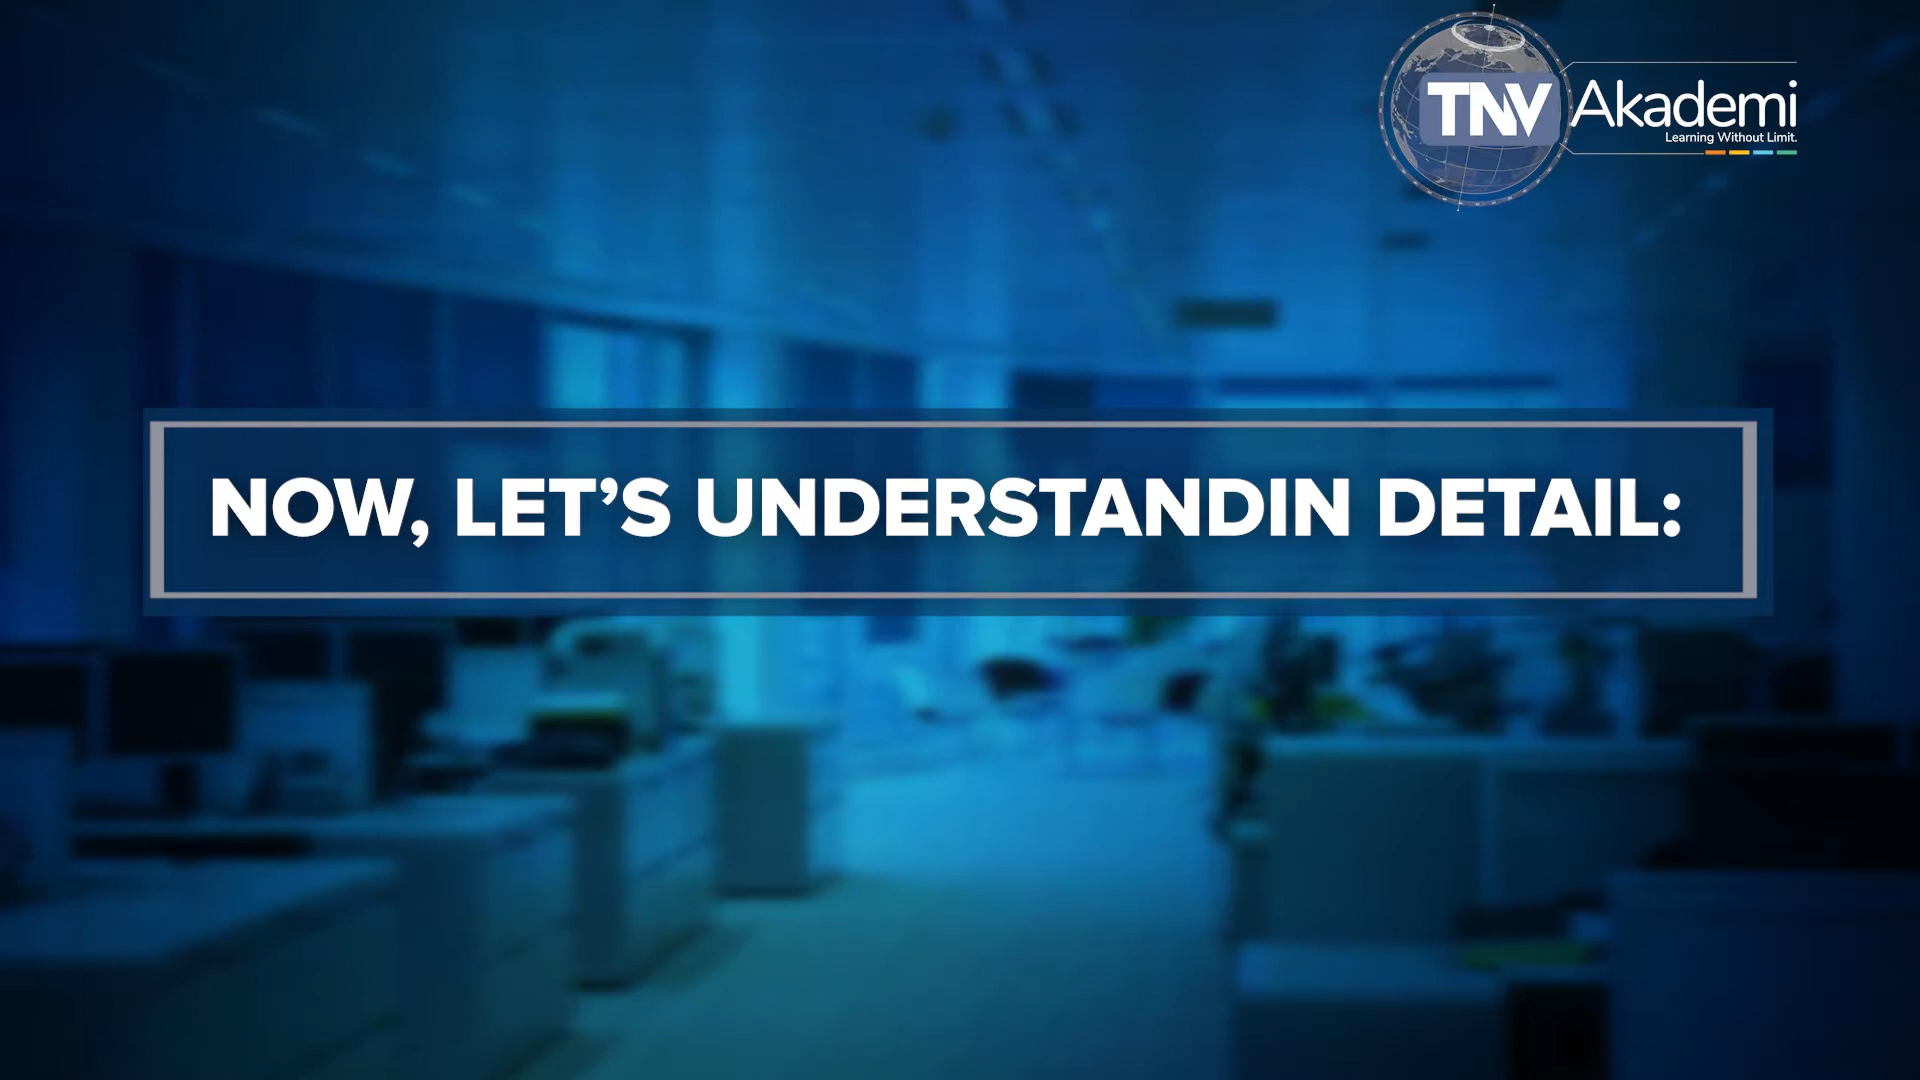 TNV Akademi
Learning Without Limit.
NOW, LET’S UNDERSTANDIN DETAIL: